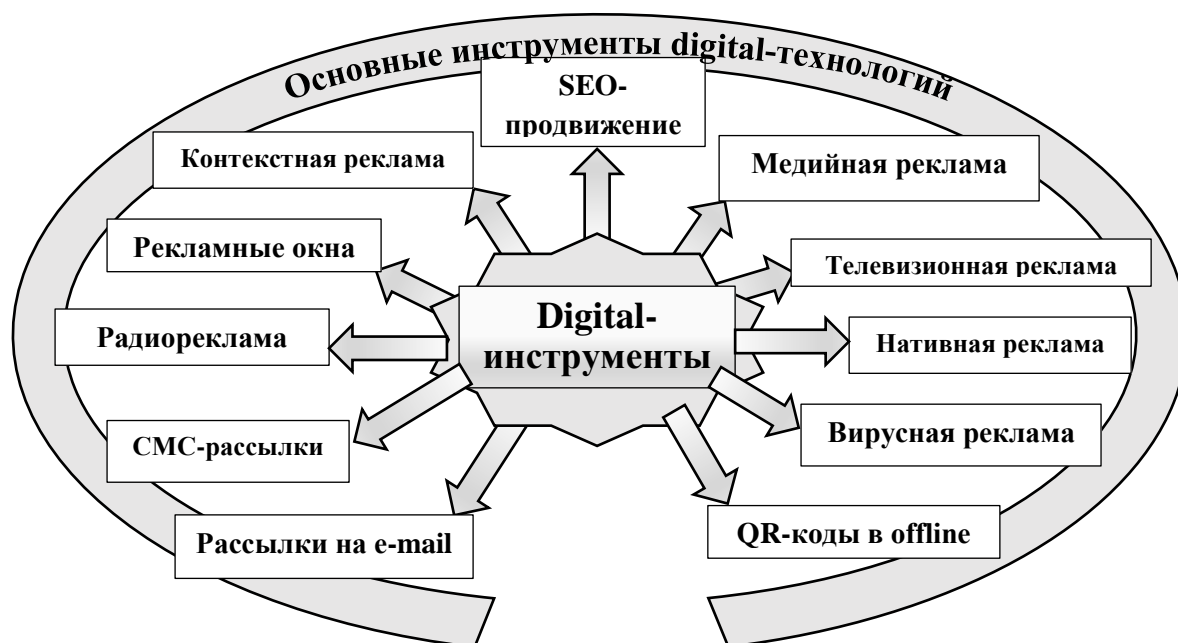 Основные инструменты digital-технологий
SEO-
продвижение
Контекстная реклама
Медийная реклама
Рекламные окна
Телевизионная реклама
Digital-
инструменты
Радиореклама
Нативная реклама
СМС-рассылки
Вирусная реклама
Рассылки на e-mail
QR-коды в offline